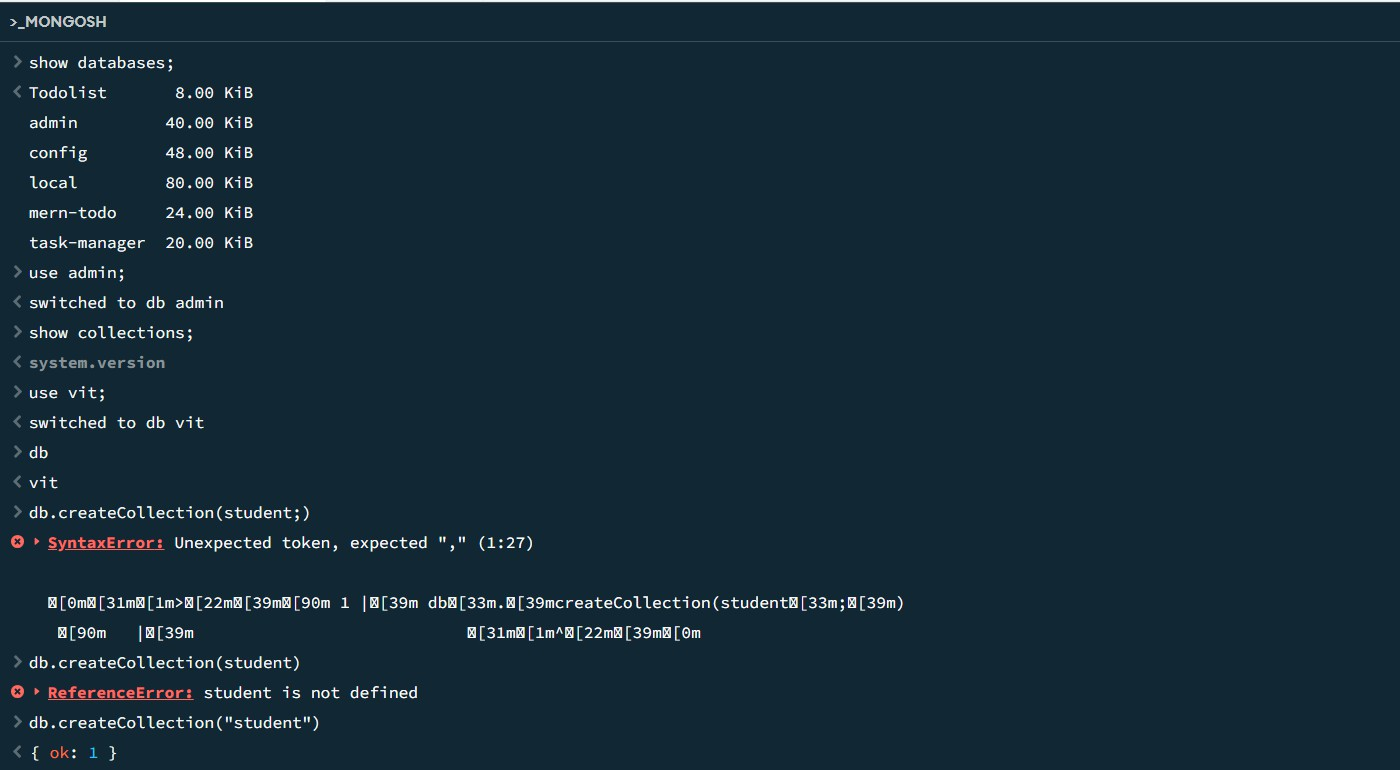 >_MONGOSH
> show databases;
< Todolist 8.00 KiB
admin 40.00 KiB
config 48.00 KiB
local 80.00 KiB
mern-todo 24.00 KiB
task-manager 20.00 KiB
> use admin;
< switched to db admin
> show collections;
< system.version
> use vit;
< switched to db vit
> db
< vit
> db.createCollection(student;)
SyntaxError: Unexpected token, expected "," (1:27)
�[0m�[31m�[1m>�[22m�[39m�[90m 1 |�[39m db�[33m.�[39mcreateCollection(student�[33m;�[39m)
�[90m |�[39m �[31m�[1m^�[22m�[39m�[0m
> db.createCollection(student)
ReferenceError: student is not defined
> db.createCollection("student")
< { ok: 1 }